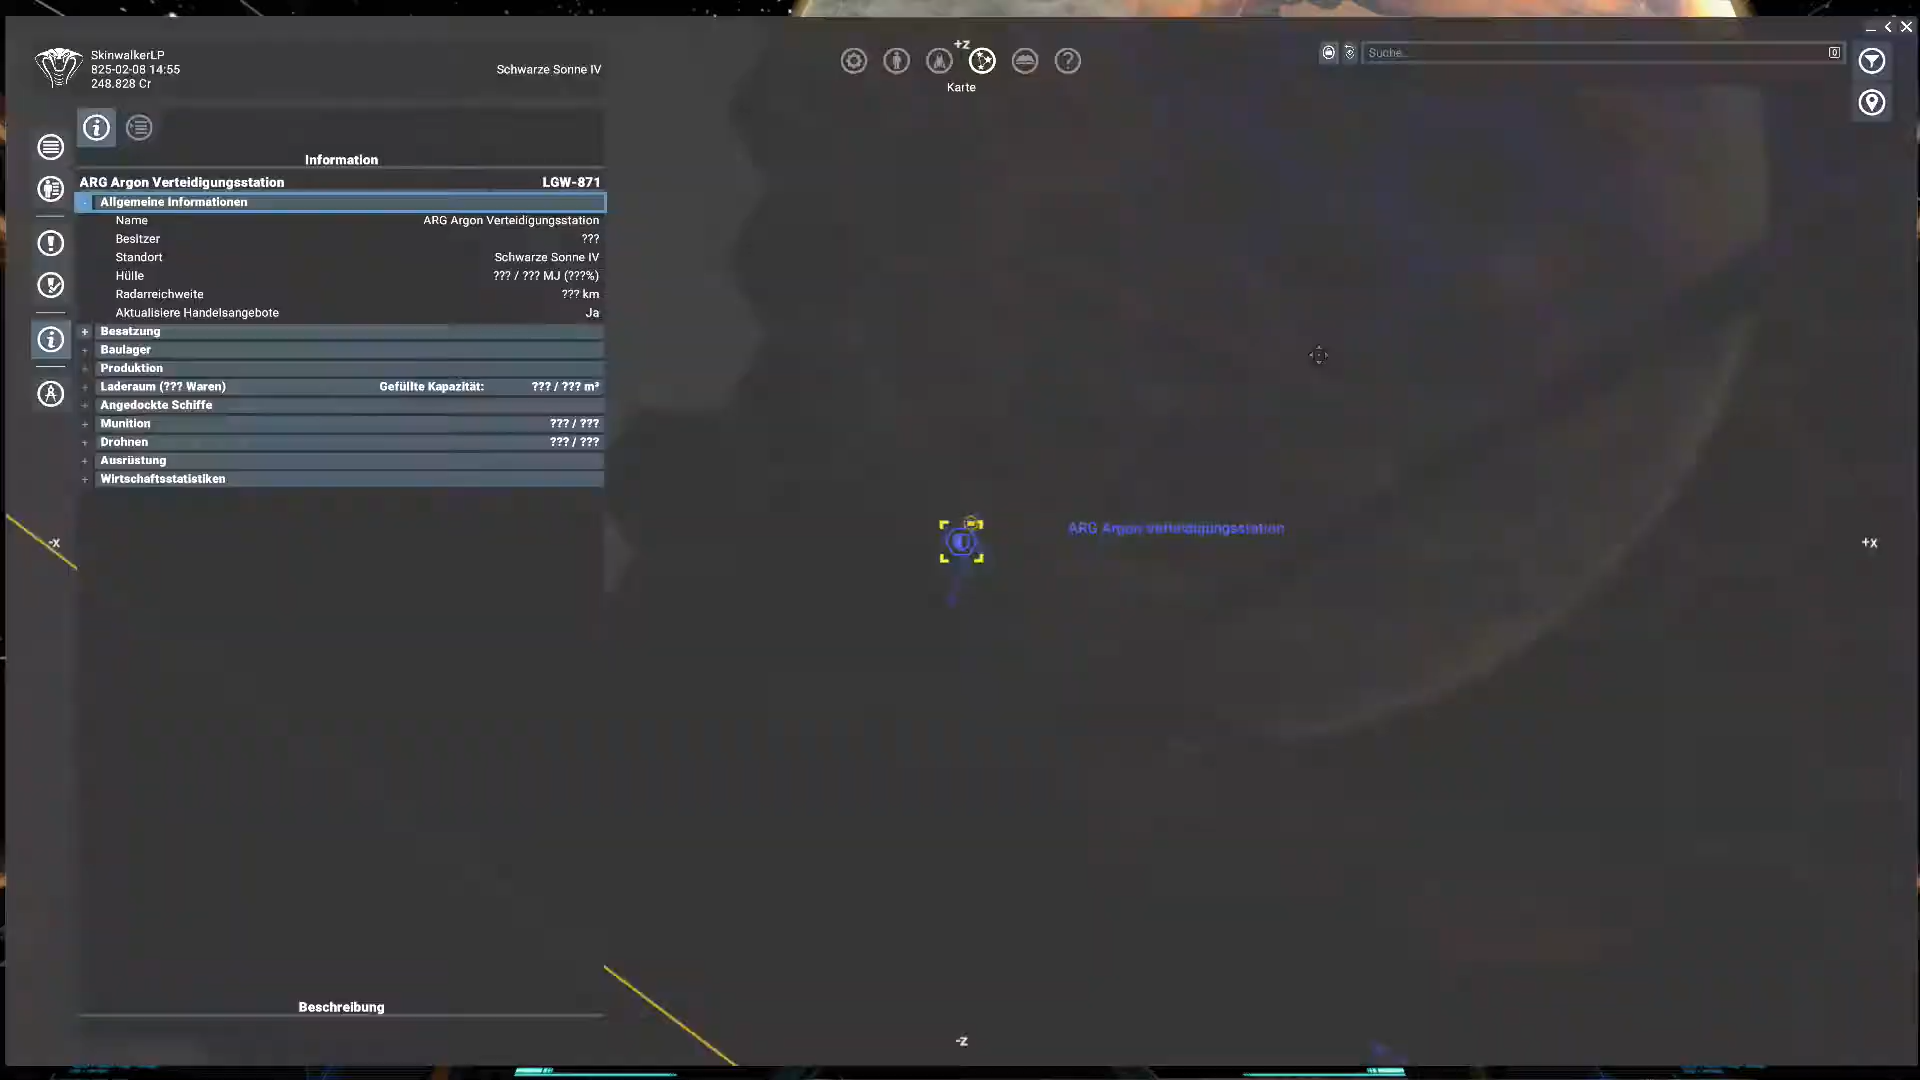 SkinwalkerLP
825-02-08 14:55
248.828 Cr
Schwarze Sonne IV
+Z
Karte
Suche...
Information
ARG Argon Verteidigungsstation LGW-871
- Allgemeine Informationen
Name ARG Argon Verteidigungsstation
Besitzer ???
Standort Schwarze Sonne IV
Hülle ??? / ??? MJ (???%)
Radarreichweite ??? km
Aktualisiere Handelsangebote Ja
+ Besatzung
+ Baulager
+ Produktion
+ Laderaum (??? Waren) Gefüllte Kapazität: ??? / ??? m³
+ Angedockte Schiffe
+ Munition ??? / ???
+ Drohnen ??? / ???
+ Ausrüstung
+ Wirtschaftsstatistiken
ARG Argon Verteidigungsstation
-X
+X
Beschreibung
-Z